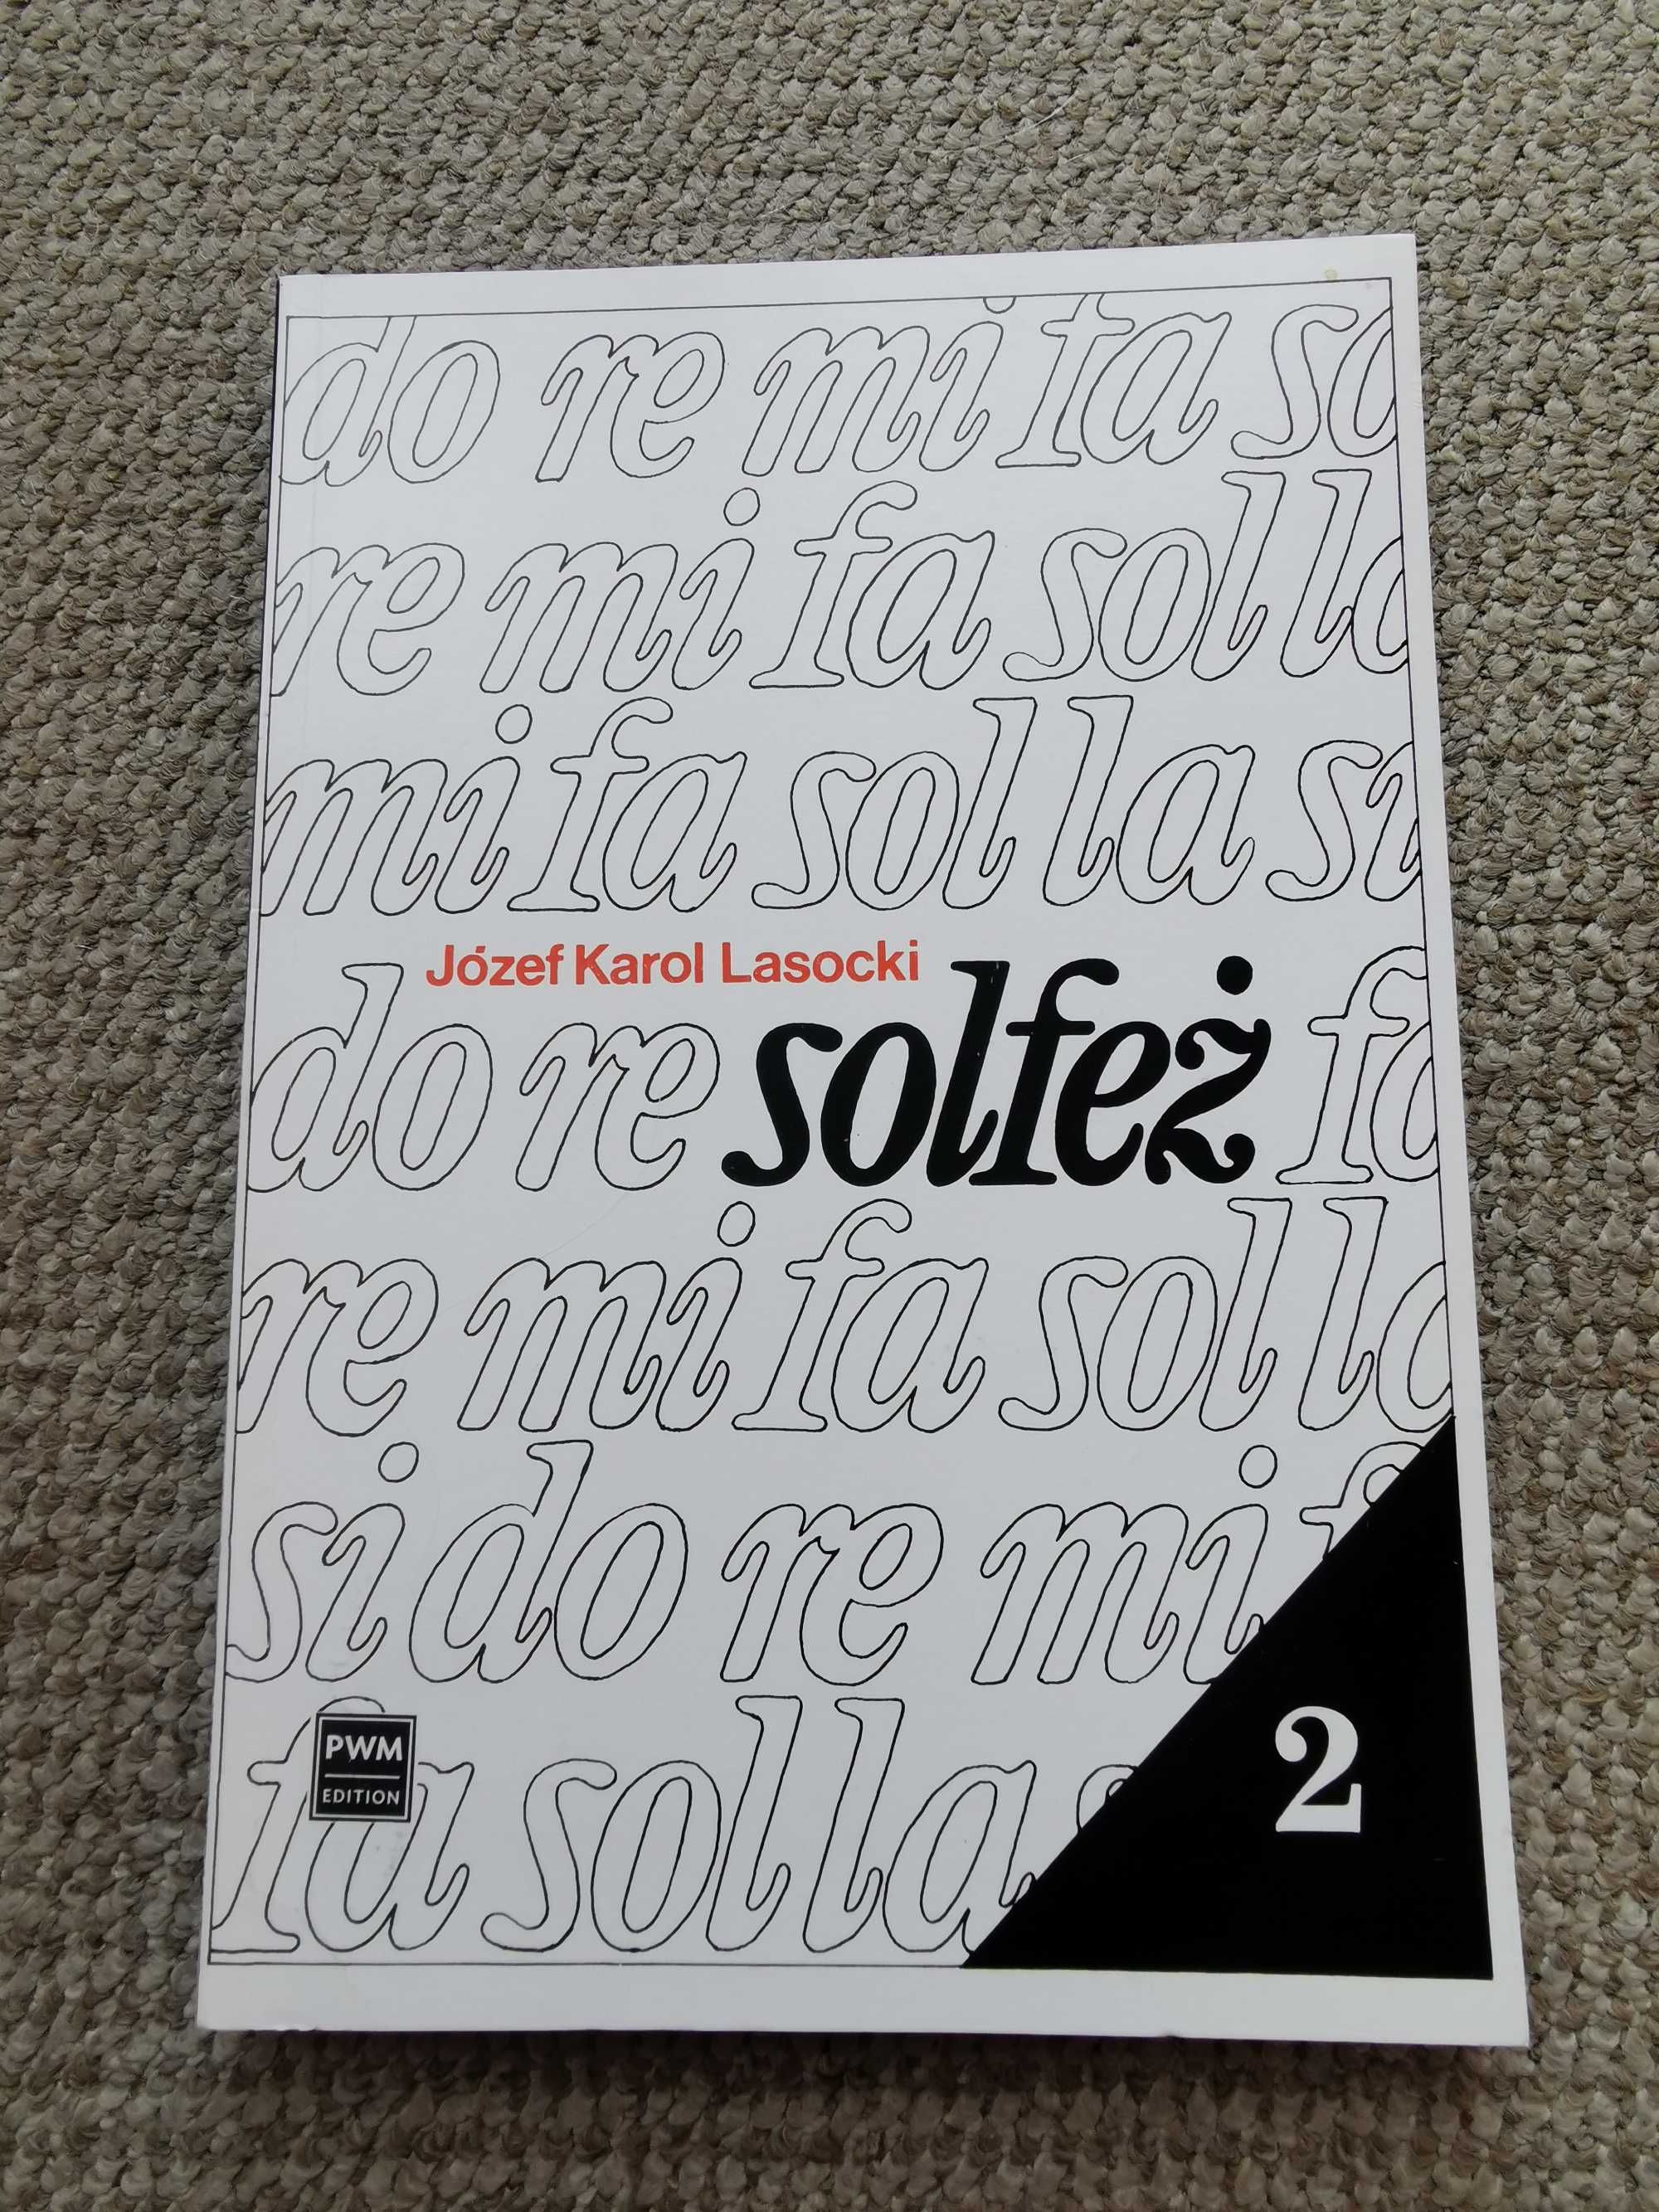 do re mi fa so
re mi fa sol la
mi fa sol la si
Józef Karol Lasocki
do re solfeż fa
re mi fa sol la
si do re mi f
fa sol la s
PWM
EDITION
2